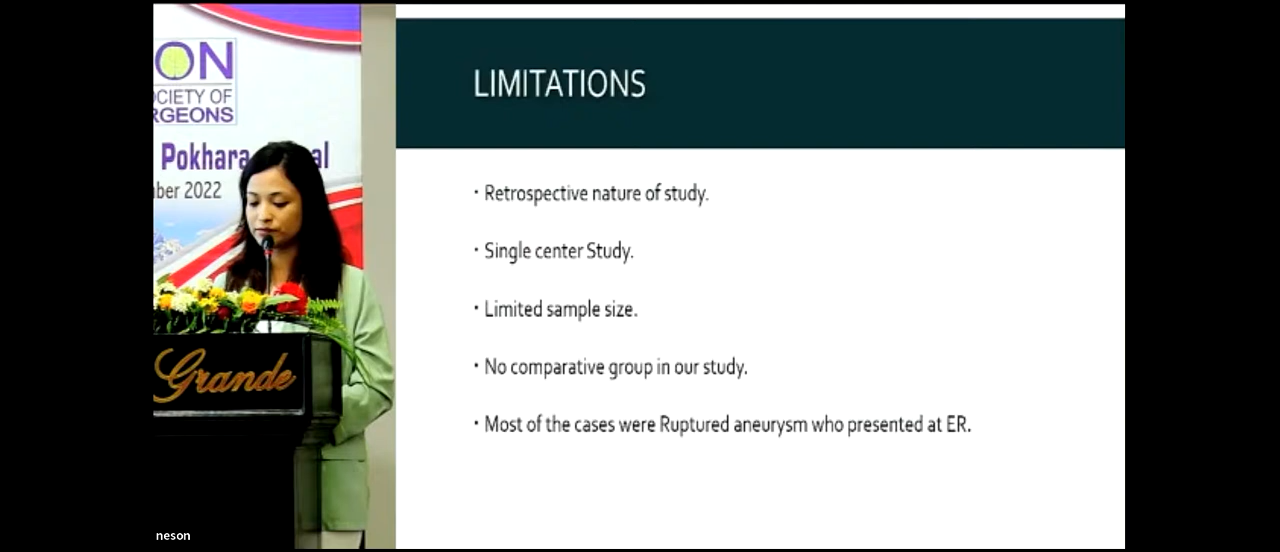 ON
OCIETY OF
RGEONS
Pokhara al
ber 2022
Grande
neson
LIMITATIONS
· Retrospective nature of study.
· Single center Study.
· Limited sample size.
· No comparative group in our study.
· Most of the cases were Ruptured aneurysm who presented at ER.